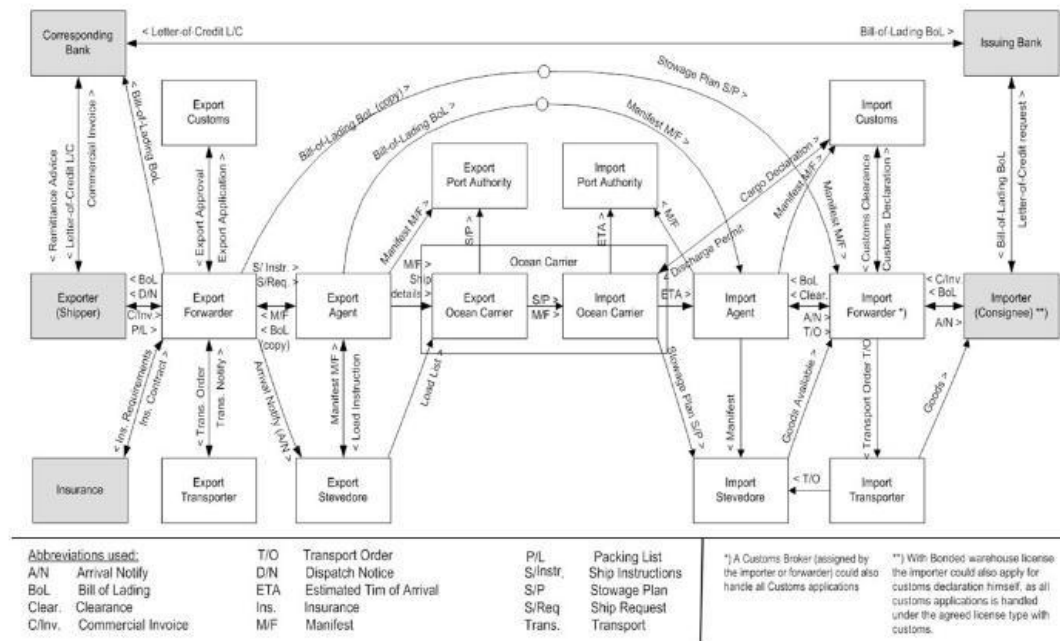 Corresponding
Bank
< Letter-of-Credit L/C
Bill-of-Lading BoL >
Issuing Bank
< Remittance Advice
< Letter-of-Credit L/C
Commercial Invoice >
< Bill-of-Lading BoL
Export
Customs
< Export Approval
Export Application >
Bill-of-Lading BoL (copy) >
Bill-of-Lading BoL >
Stowage Plan S/P >
Manifest M/F >
Export
Port Authority
Import
Port Authority
Import
Customs
Cargo Declaration >
Manifest M/F >
< Discharge Permit
Manifest M/F >
< Customs Clearance
Customs Declaration >
< Bill-of-Lading BoL
Letter-of-Credit request>
Manifest M/F >
S/P >
ETA >
< M/F
Ocean Carrier
Exporter
(Shipper)
< BoL
< D/N
C/Inv.>
P/L >
Export
Forwarder
S/ Instr.
S/Req. >
< M/F
< BoL
(copy)
Export
Agent
M/F >
Ship
details>
Export
Ocean Carrier
S/P >
M/F >
Import
Ocean Carrier
ETA >
Import
Agent
< BoL
< Clear.
A/N >
T/O >
Import
Forwarder *)
< C/Inv.
< BoL
A/N >
Importer
(Consignee) **)
< Ins. Requirements
Ins. Contract >
< Trans. Order
Trans. Notify >
Arrival Notify (A/N >
Manifest M/F >
< Load Instruction
Load List >
Stowage Plan S/P >
< Manifest
Goods Available >
< Transport Order T/O
Goods >
Insurance
Export
Transporter
Export
Stevedore
Import
Stevedore
< T/O
Import
Transporter
Abbreviations used:
A/N Arrival Notify
BoL Bill of Lading
Clear. Clearance
C/Inv. Commercial Invoice
T/O Transport Order
D/N Dispatch Notice
ETA Estimated Tim of Arrival
Ins. Insurance
M/F Manifest
P/L Packing List
S/Instr. Ship Instructions
S/P Stowage Plan
S/Req Ship Request
Trans. Transport
*) A Customs Broker (assigned by
the importer or forwarder) could also
handle all Customs applications
**) With Bonded warehouse license
the importer could also apply for
customs declaration himself, as all
customs applications is handled
under the agreed license type with
customs.